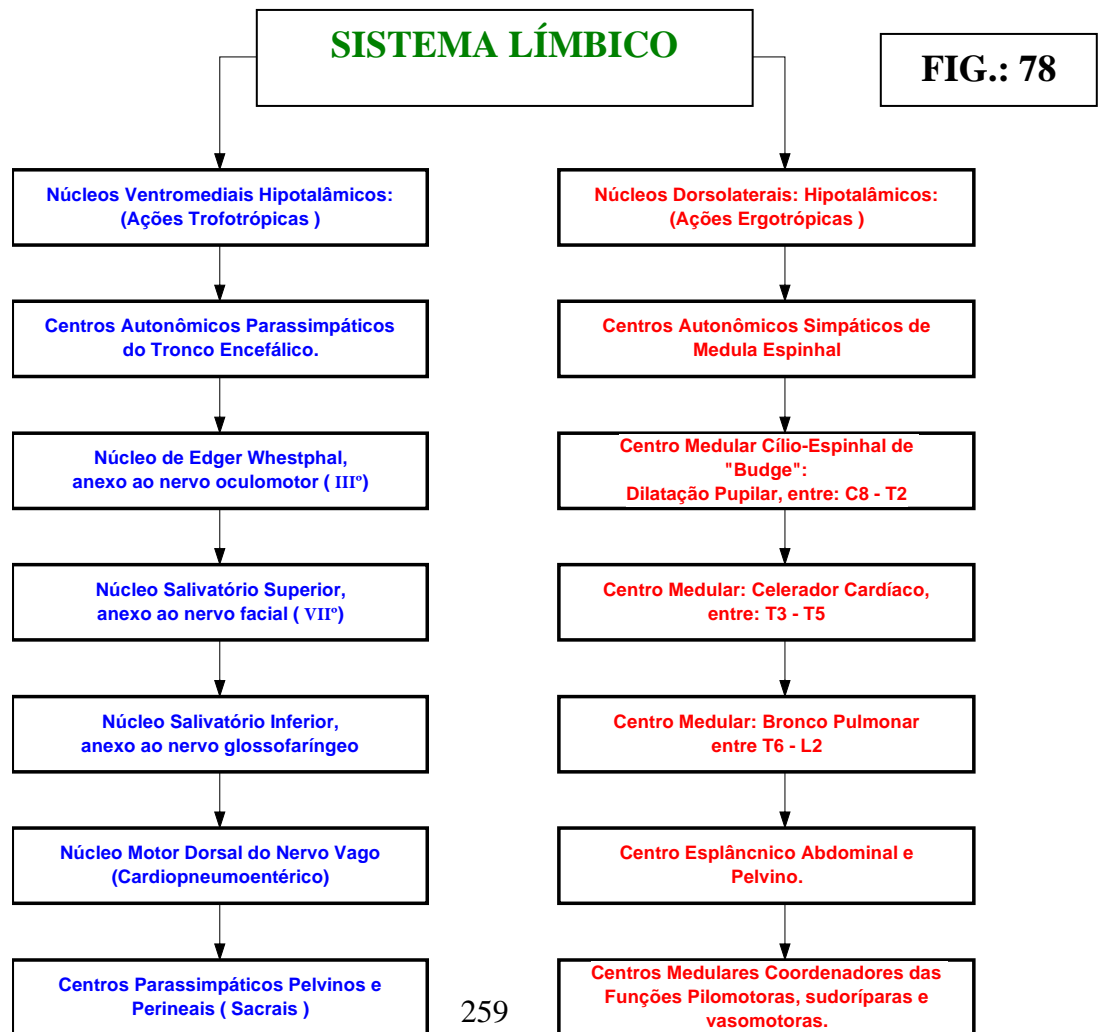 SISTEMA LÍMBICO
FIG.: 78
Núcleos Ventromediais Hipotalâmicos:
(Ações Trofotrópicas )
Centros Autonômicos Parassimpáticos
do Tronco Encefálico.
Núcleo de Edger Whestphal,
anexo ao nervo oculomotor ( IIIº)
Núcleo Salivatório Superior,
anexo ao nervo facial ( VIIº)
Núcleo Salivatório Inferior,
anexo ao nervo glossofaríngeo
Núcleo Motor Dorsal do Nervo Vago
(Cardiopneumoentérico)
Centros Parassimpáticos Pelvinos e
Perineais ( Sacrais )
Núcleos Dorsolaterais: Hipotalâmicos:
(Ações Ergotrópicas )
Centros Autonômicos Simpáticos de
Medula Espinhal
Centro Medular Cílio-Espinhal de
"Budge":
Dilatação Pupilar, entre: C8 - T2
Centro Medular: Celerador Cardíaco,
entre: T3 - T5
Centro Medular: Bronco Pulmonar
entre T6 - L2
Centro Esplâncnico Abdominal e
Pelvino.
Centros Medulares Coordenadores das
Funções Pilomotoras, sudoríparas e
vasomotoras.
259